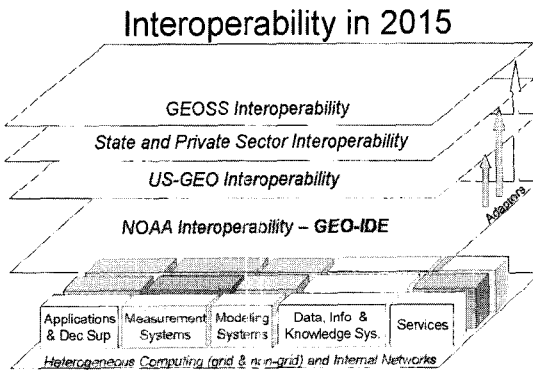 Interoperability in 2015
GEOSS Interoperability
State and Private Sector Interoperability
US-GEO Interoperability
NOAA Interoperability – GEO-IDE
Adaptors
Applications
& Dec Sup
Measurement
Systems
Modeling
Systems
Data, Info &
Knowledge Sys.
Services
Heterogeneous Computing (grid & non-grid) and Internal Networks